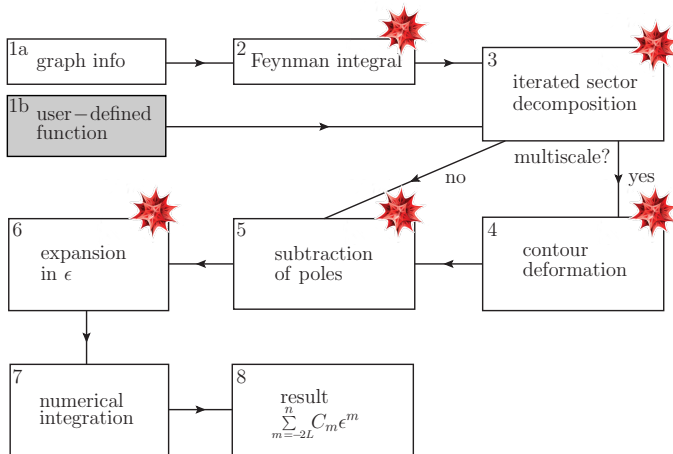 1a
graph info
2
Feynman integral
3
iterated sector
decomposition
1b
user−defined
function
multiscale?
no
yes
6
expansion
in ϵ
5
subtraction
of poles
4
contour
deformation
7
numerical
integration
8
result
n
∑ C_m ϵ^m
m=−2L